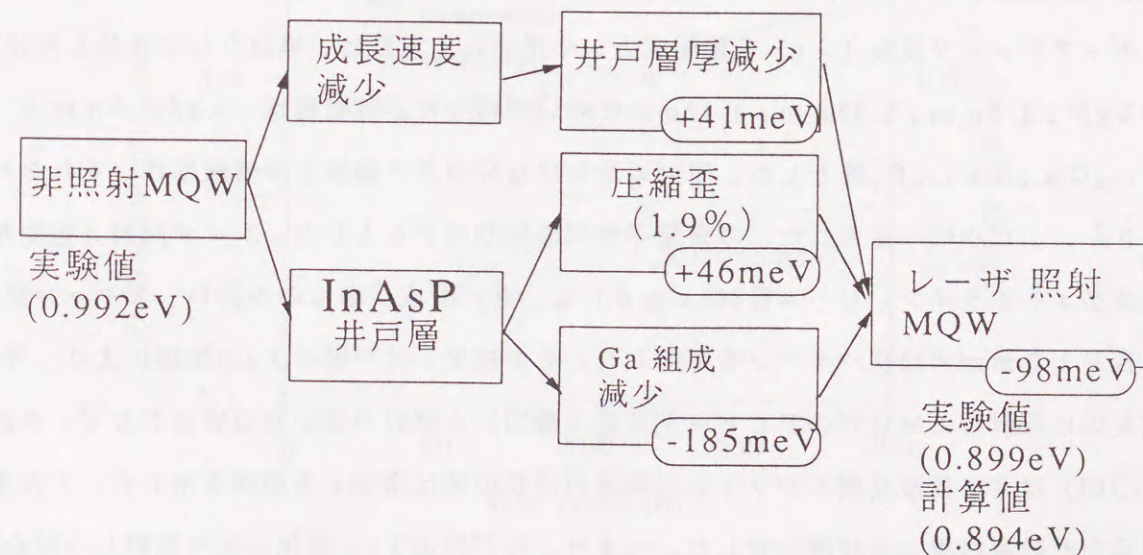 非照射MQW
実験値
(0.992eV)
成長速度
減少
InAsP
井戸層
井戸層厚減少
+41meV
圧縮歪
(1.9%)
+46meV
Ga 組成
減少
-185meV
レーザ 照射
MQW
-98meV
実験値
(0.899eV)
計算値
(0.894eV)